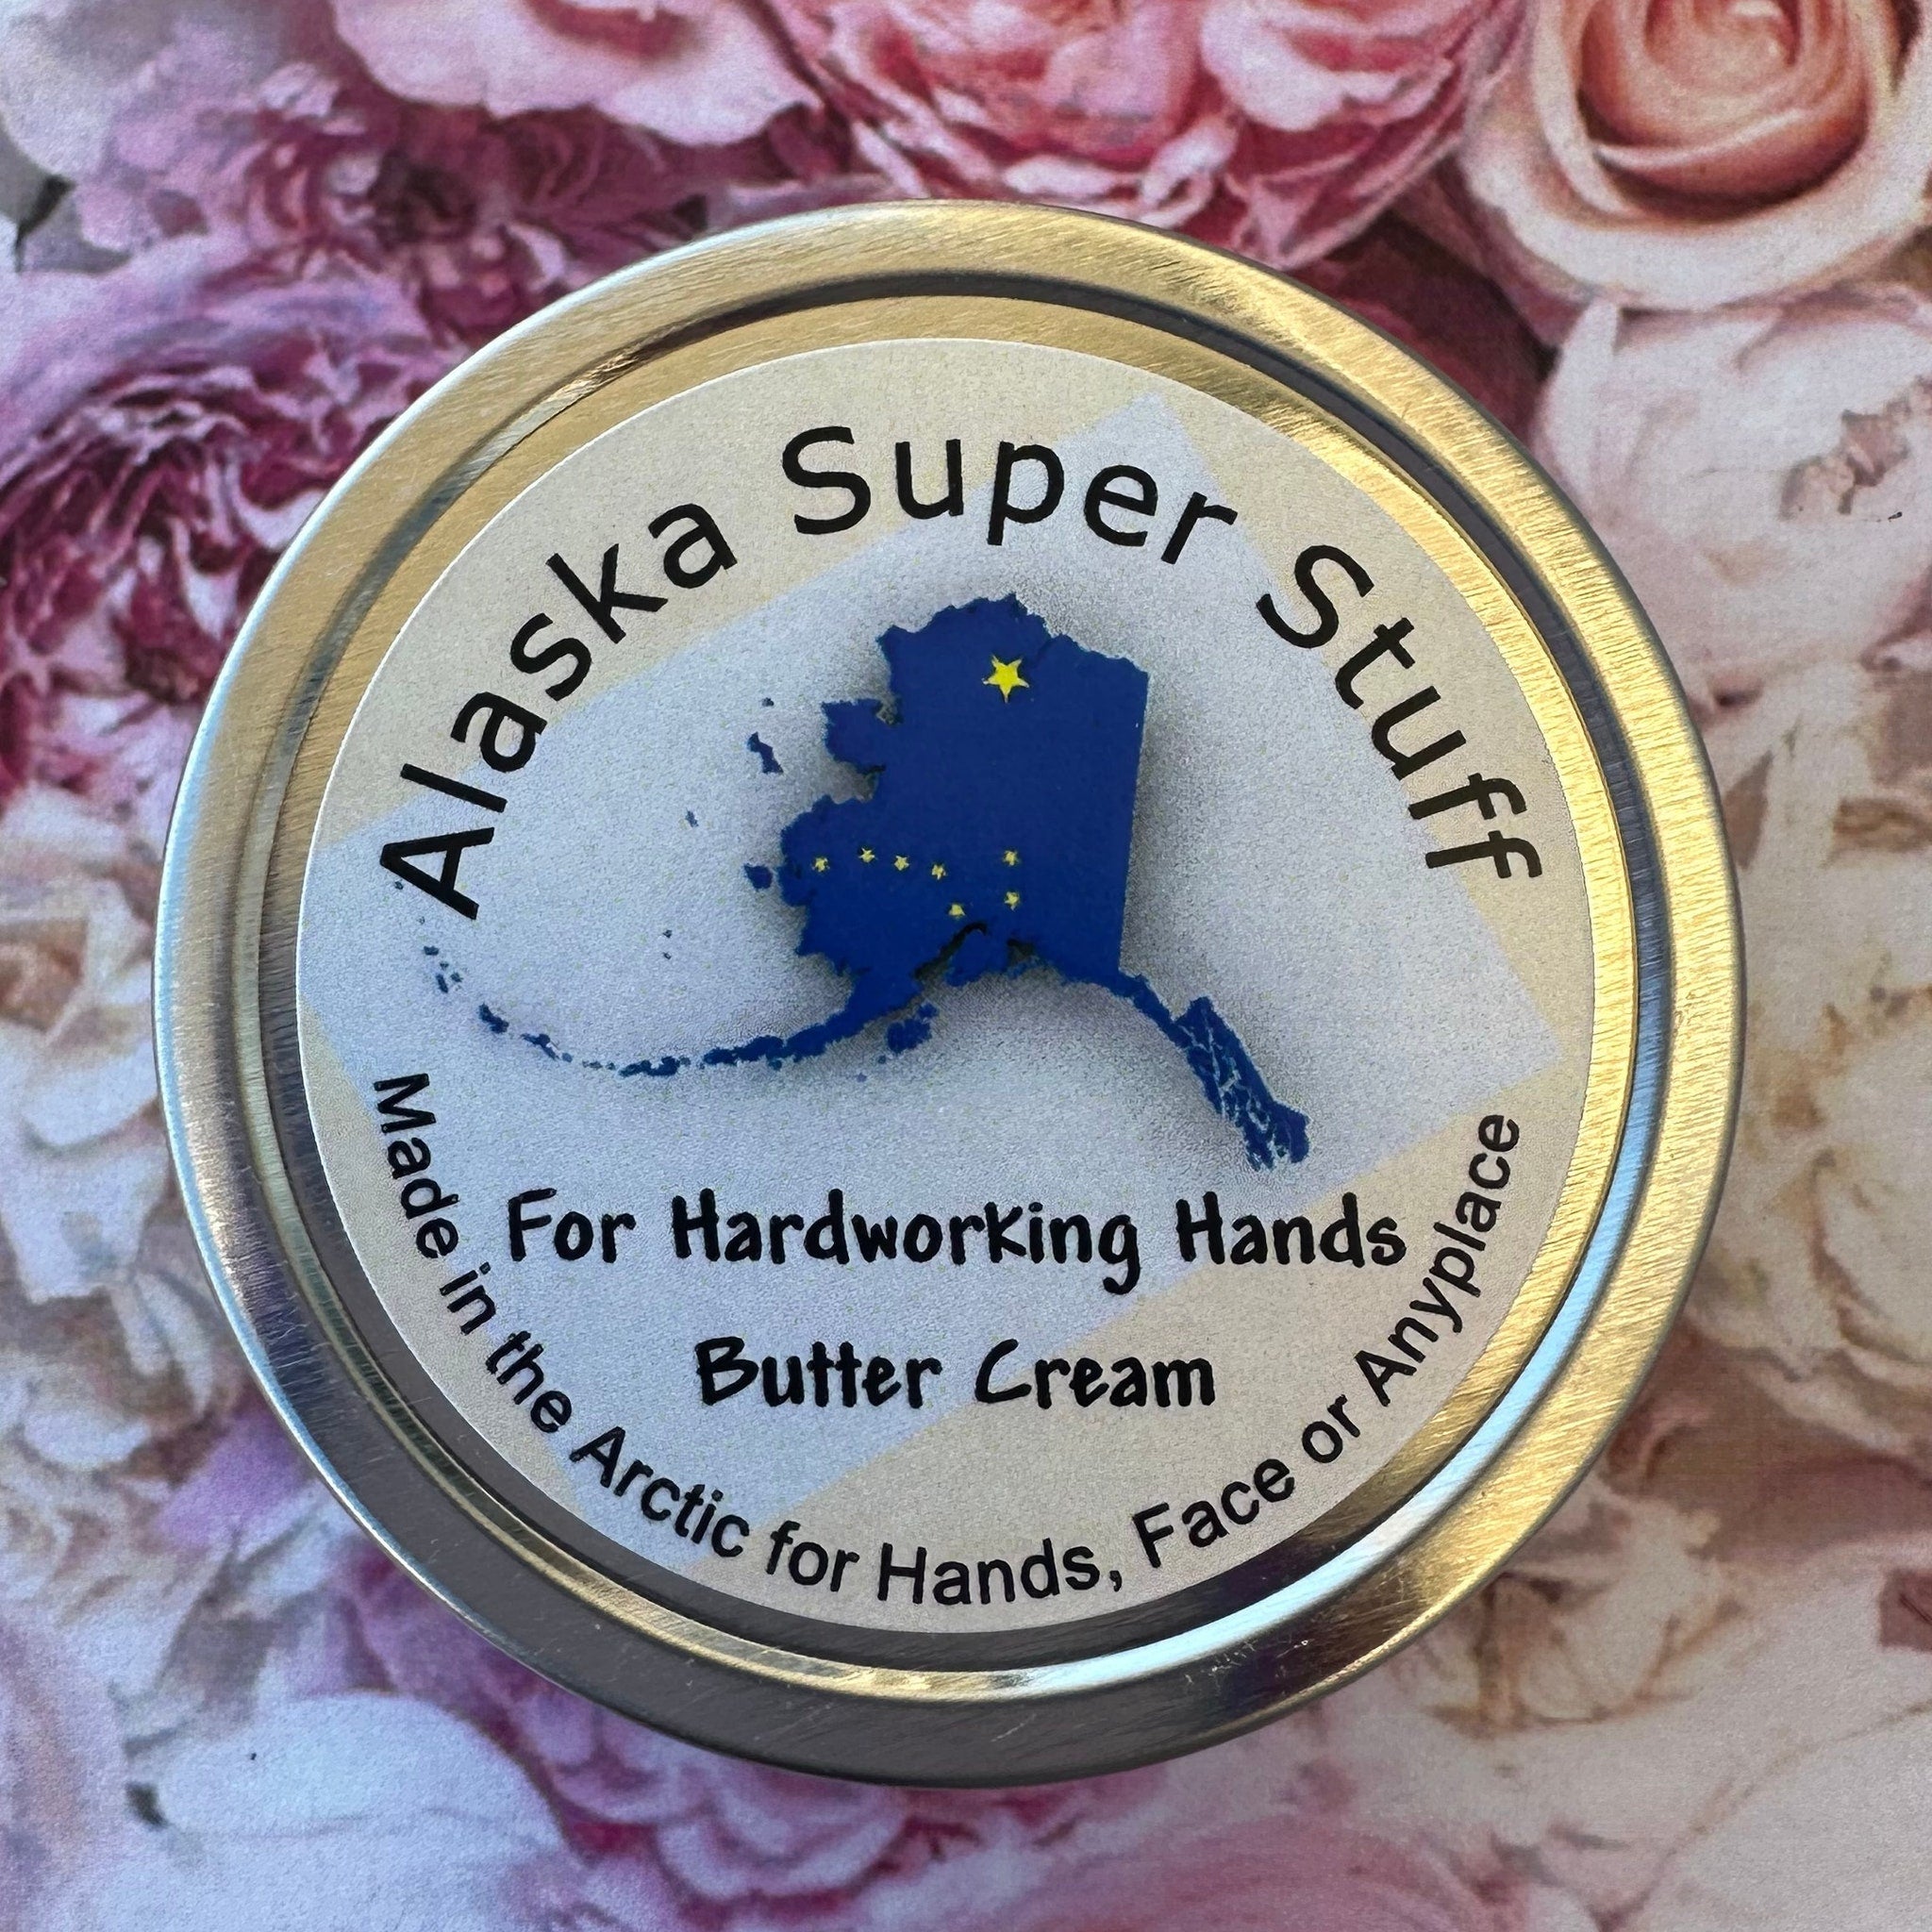 Alaska Super Stuff
For Hardworking Hands
Butter Cream
Made in the Arctic for Hands, Face or Anyplace